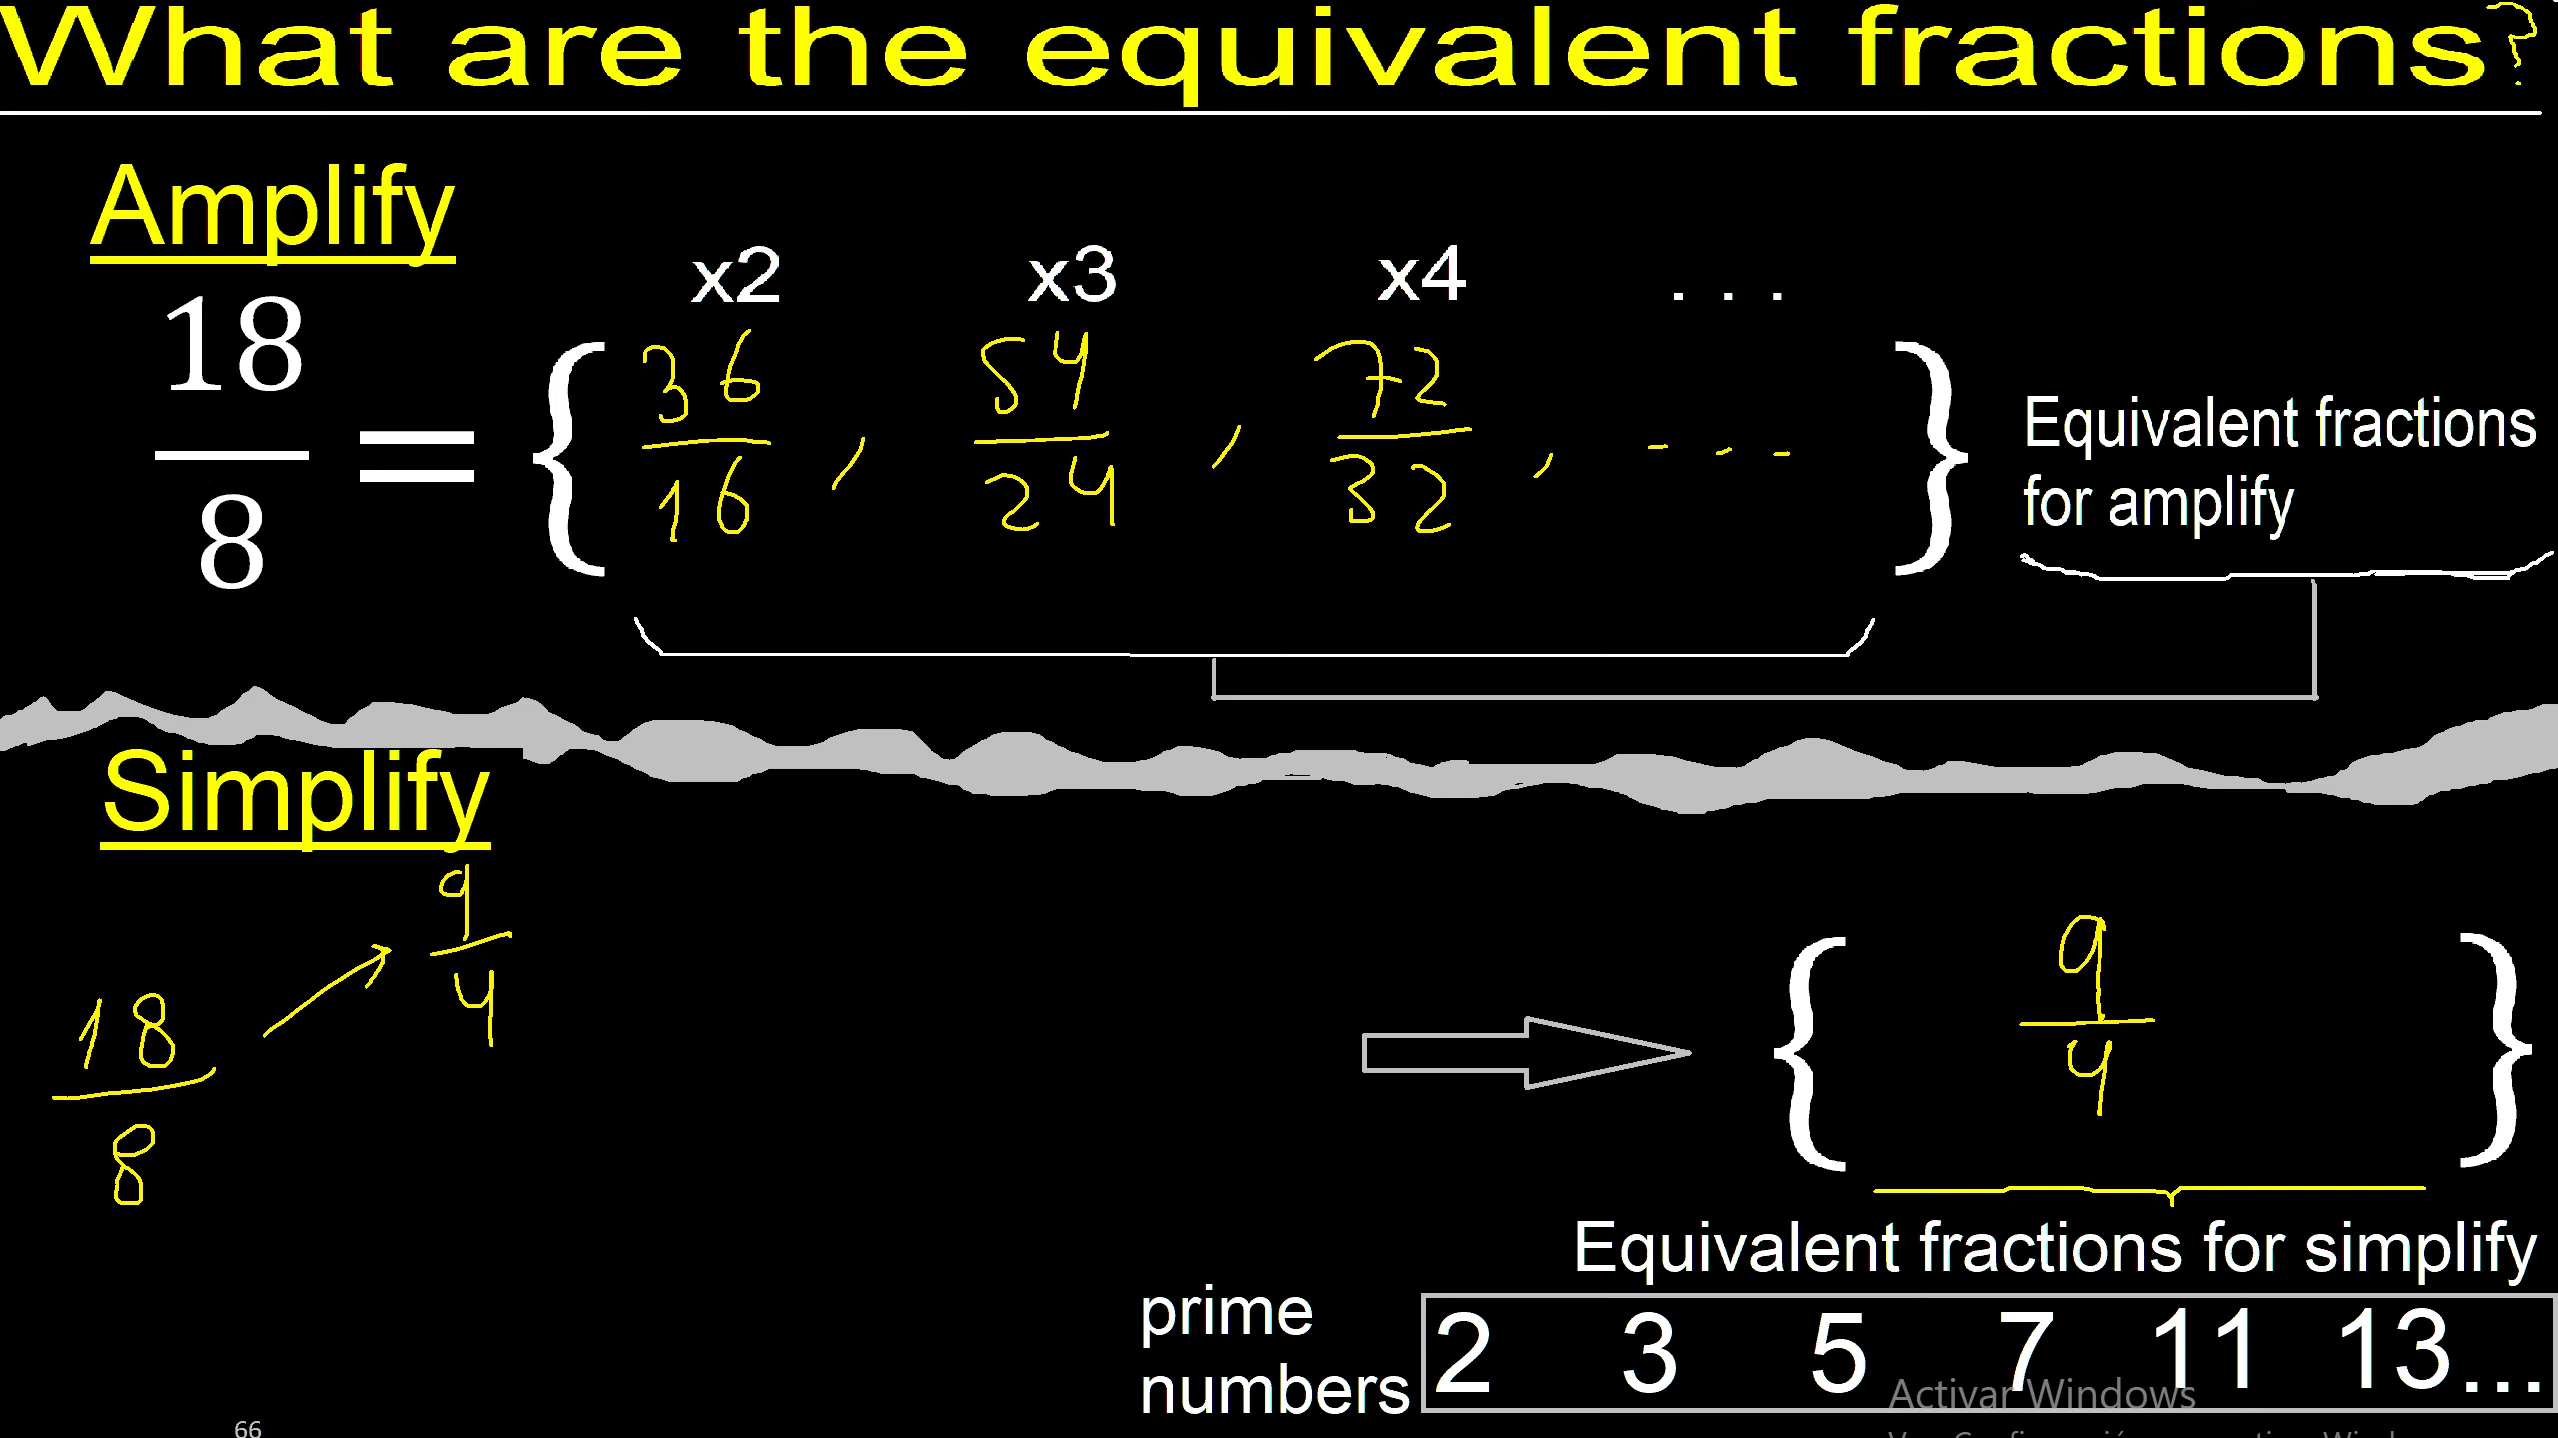 What are the equivalent fractions?
Amplify
x2 x3 x4 . . .
18/8 = { 36/16 , 54/24 , 72/32 , - - - }
Equivalent fractions
for amplify
Simplify
18/8 → 9/4
{ 9/4 }
Equivalent fractions for simplify
prime
numbers
2 3 5 7 11 13...
Activar Windows
66